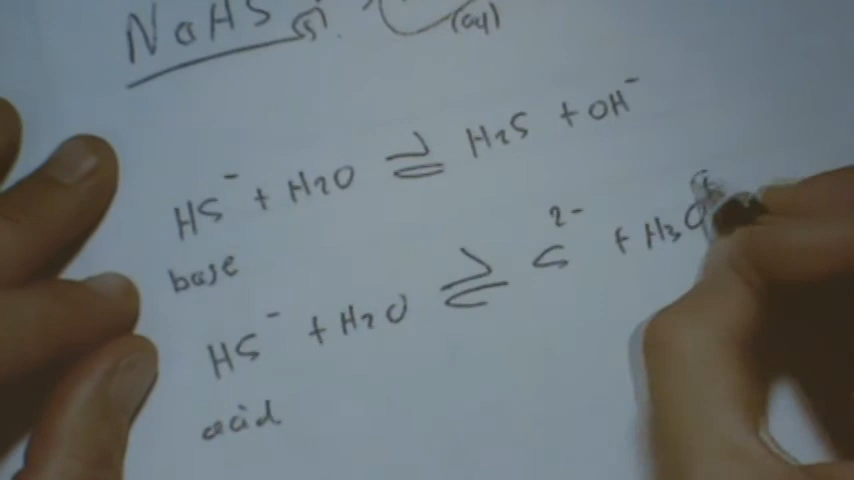 NaHS (s). (aq)
HS⁻ + H2O ⇌ H2S + OH⁻
base
HS⁻ + H2O ⇌ S²⁻ + H3O⁺
acid